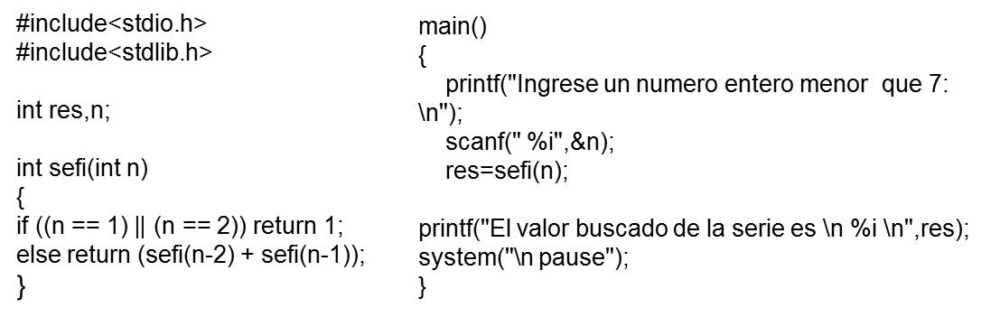 #include<stdio.h>
#include<stdlib.h>
int res,n;
int sefi(int n)
{
if ((n == 1) || (n == 2)) return 1;
else return (sefi(n-2) + sefi(n-1));
}
main()
{
printf("Ingrese un numero entero menor  que 7:
\n");
scanf(" %i",&n);
res=sefi(n);
printf("El valor buscado de la serie es \n %i \n",res);
system("\n pause");
}